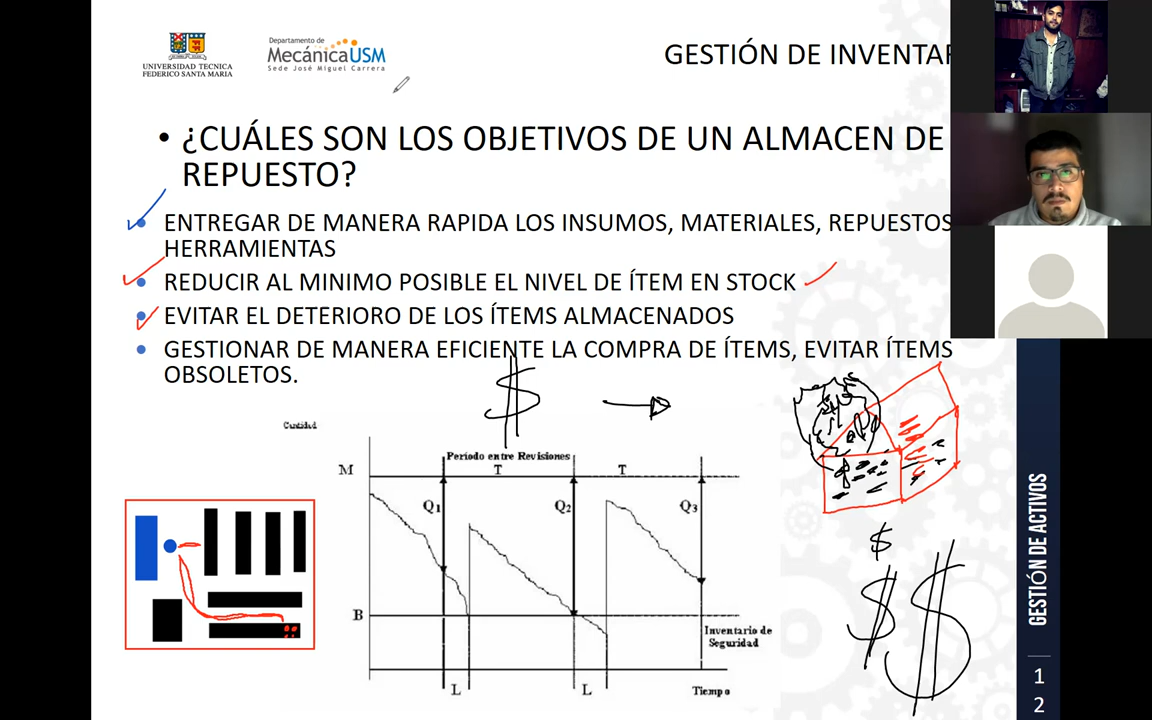 UNIVERSIDAD TECNICA
FEDERICO SANTA MARIA
Departamento de
MecánicaUSM
Sede José Miguel Carrera
GESTIÓN DE INVENTAR
• ¿CUÁLES SON LOS OBJETIVOS DE UN ALMACEN DE
REPUESTO?
• ENTREGAR DE MANERA RAPIDA LOS INSUMOS, MATERIALES, REPUESTOS
HERRAMIENTAS
• REDUCIR AL MINIMO POSIBLE EL NIVEL DE ÍTEM EN STOCK
• EVITAR EL DETERIORO DE LOS ÍTEMS ALMACENADOS
• GESTIONAR DE MANERA EFICIENTE LA COMPRA DE ÍTEMS, EVITAR ÍTEMS
OBSOLETOS.
$
Cantidad
Período entre Revisiones
M T T
Q1 Q2 Q3
B
Inventario de
Seguridad
L L Tiempo
$
$ $
GESTIÓN DE ACTIVOS
1
2